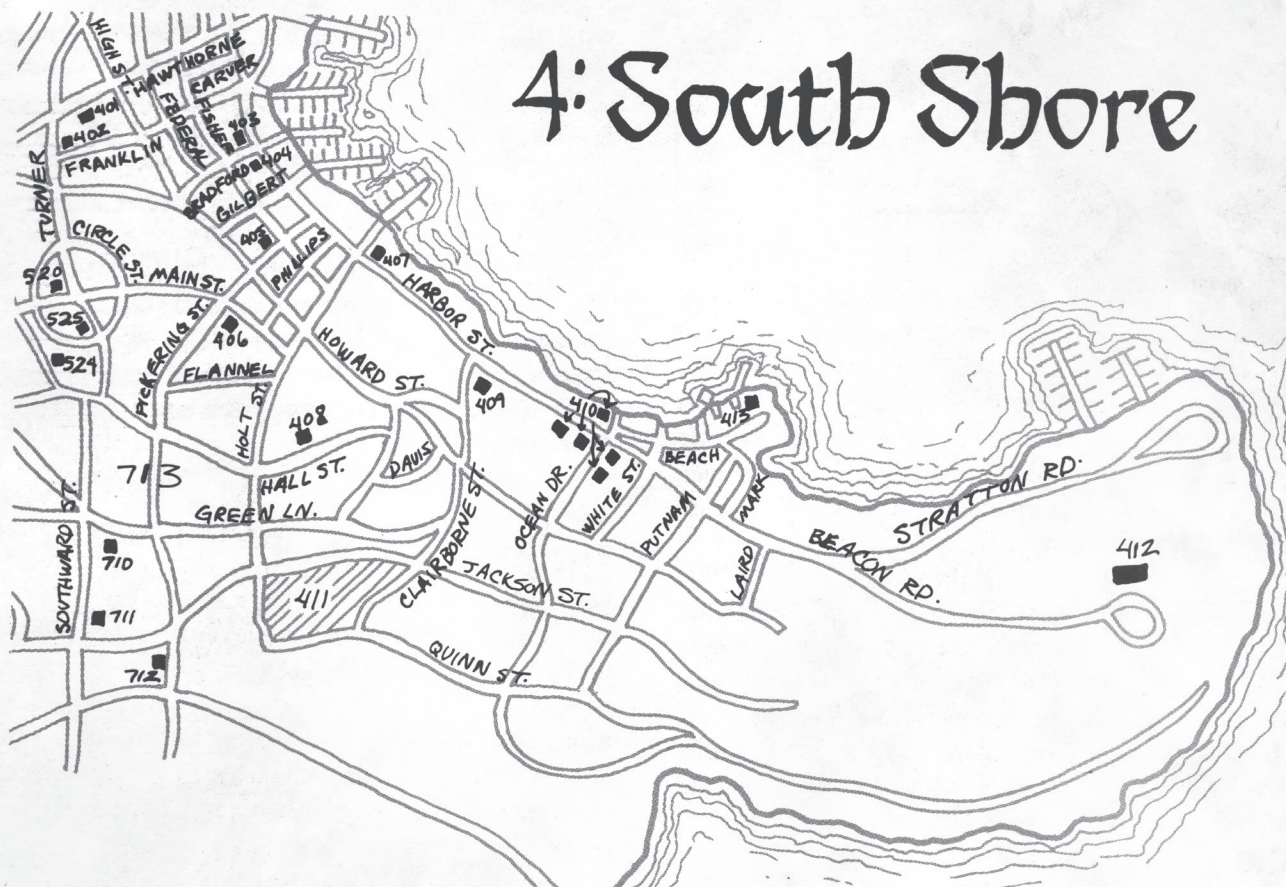 4: South Shore
HIGH ST.
HAWTHORNE
CARVER
FEDERAL
FISHER
401
402
403
FRANKLIN
404
BRADFORD
GILBERT
TURNER
CIRCLE ST.
405
MAIN ST.
PHILLIPS
407
520
HARBOR ST.
525
PICKERING ST.
406
524
FLANNEL
HOWARD ST.
HOLT ST.
408
409
410
413
DAVIS
BEACH
713
HALL ST.
GREEN LN.
SOUTHWARD ST.
CLAIRBORNE ST.
OCEAN DR.
WHITE ST.
PUTNAM
MARK
STRATTON RD.
BEACON RD.
412
710
LAIRD
JACKSON ST.
411
711
QUINN ST.
712